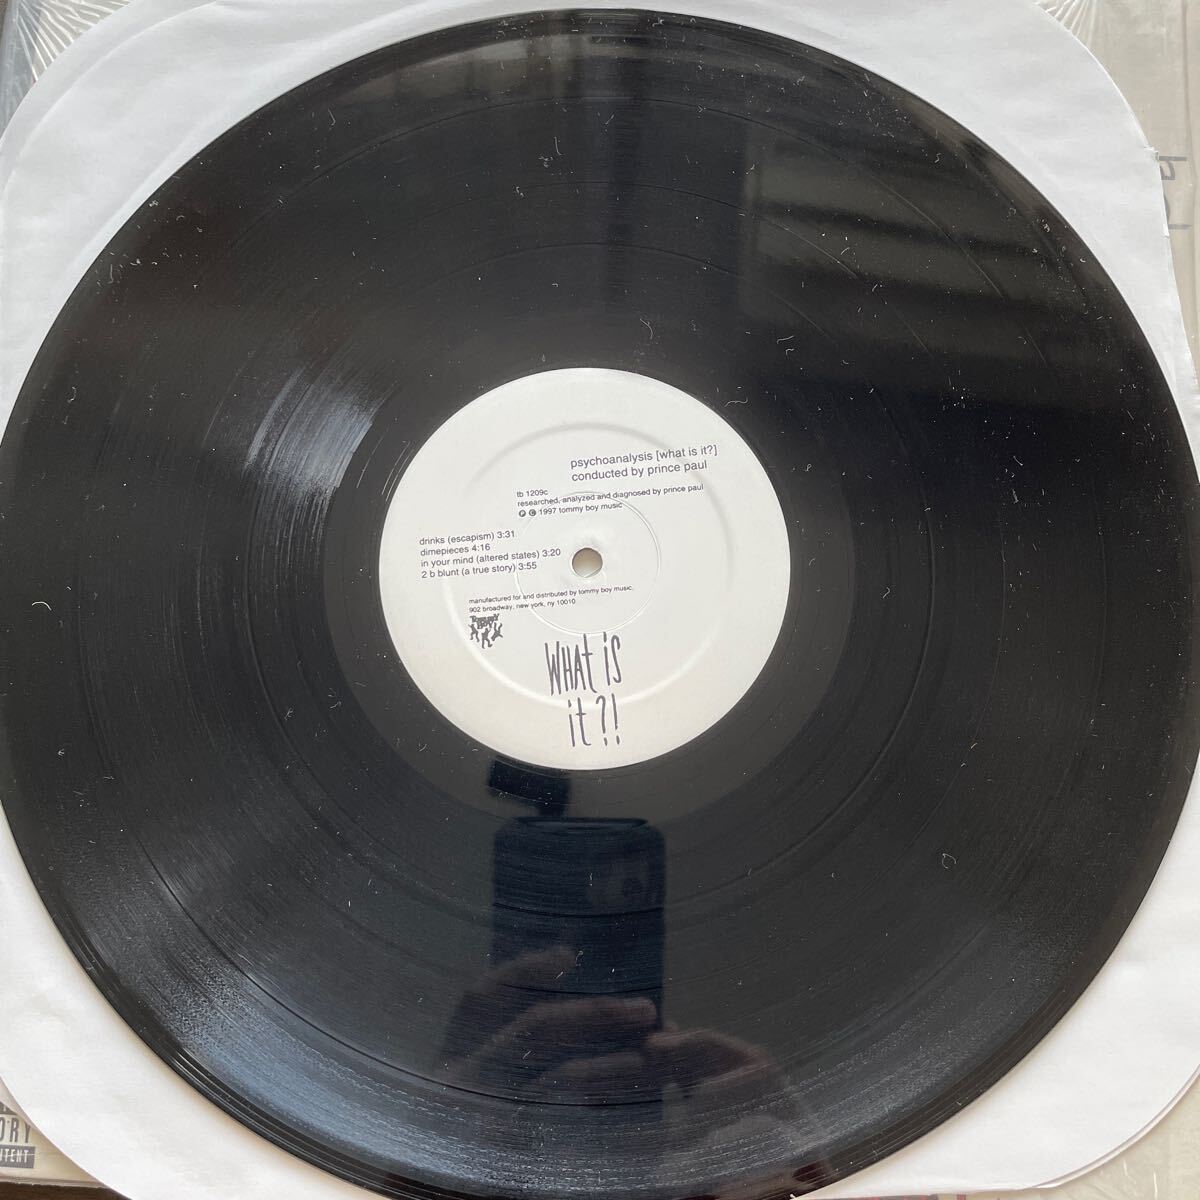 psychoanalysis [what is it?]
conducted by prince paul
tb 1209c
researched, analyzed and diagnosed by prince paul
℗ © 1997 tommy boy music
drinks (escapism) 3:31
dimepieces 4:16
in your mind (altered states) 3:20
2 b blunt (a true story) 3:55
manufactured for and distributed by tommy boy music.
902 broadway, new york, ny 10010
TOMMY
BOY
WHAt iS
it?!